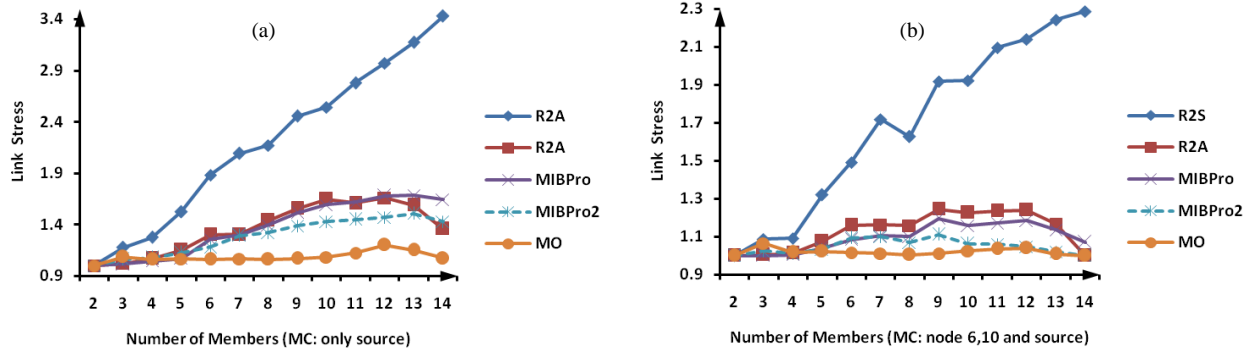 (a)
3.4
2.9
2.4
1.9
1.4
0.9
Link Stress
2 3 4 5 6 7 8 9 10 11 12 13 14
Number of Members (MC: only source)
R2A
R2A
MIBPro
MIBPro2
MO
(b)
2.3
2.1
1.9
1.7
1.5
1.3
1.1
0.9
Link Stress
2 3 4 5 6 7 8 9 10 11 12 13 14
Number of Members (MC: node 6,10 and source)
R2S
R2A
MIBPro
MIBPro2
MO